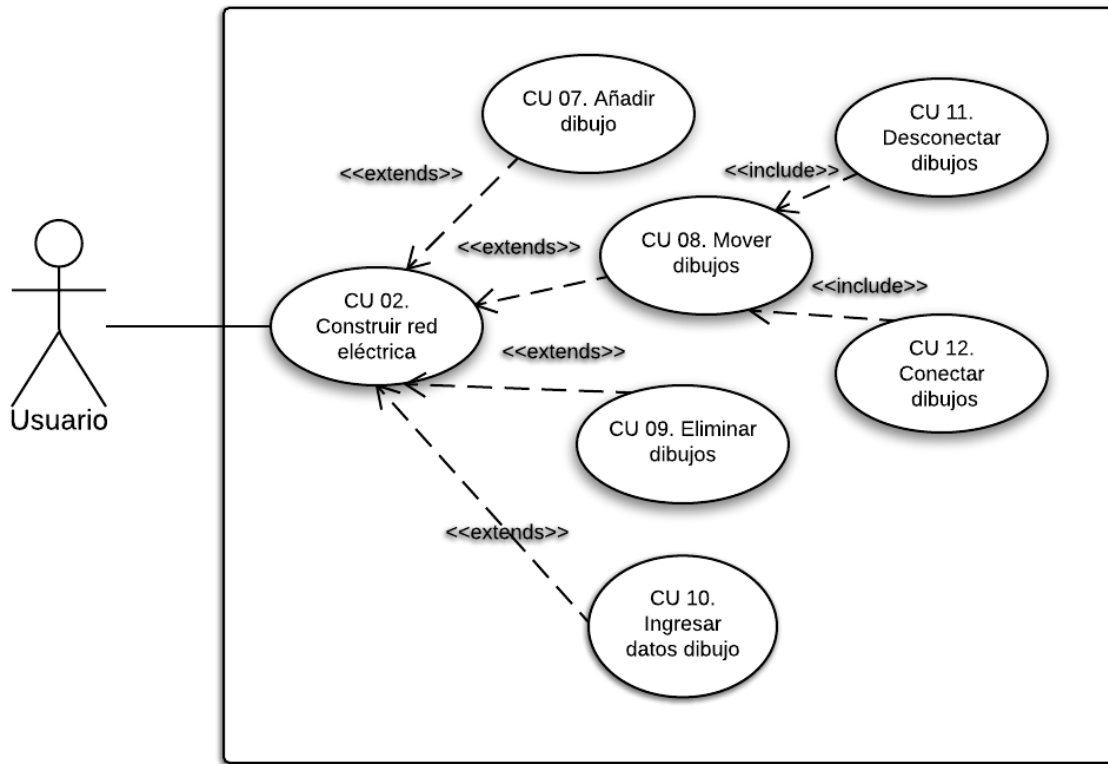 CU 07. Añadir
dibujo
CU 11.
Desconectar
dibujos
<<extends>>
<<include>>
CU 08. Mover
dibujos
<<extends>>
<<include>>
CU 02.
Construir red
eléctrica
<<extends>>
CU 12.
Conectar
dibujos
Usuario
CU 09. Eliminar
dibujos
<<extends>>
CU 10.
Ingresar
datos dibujo